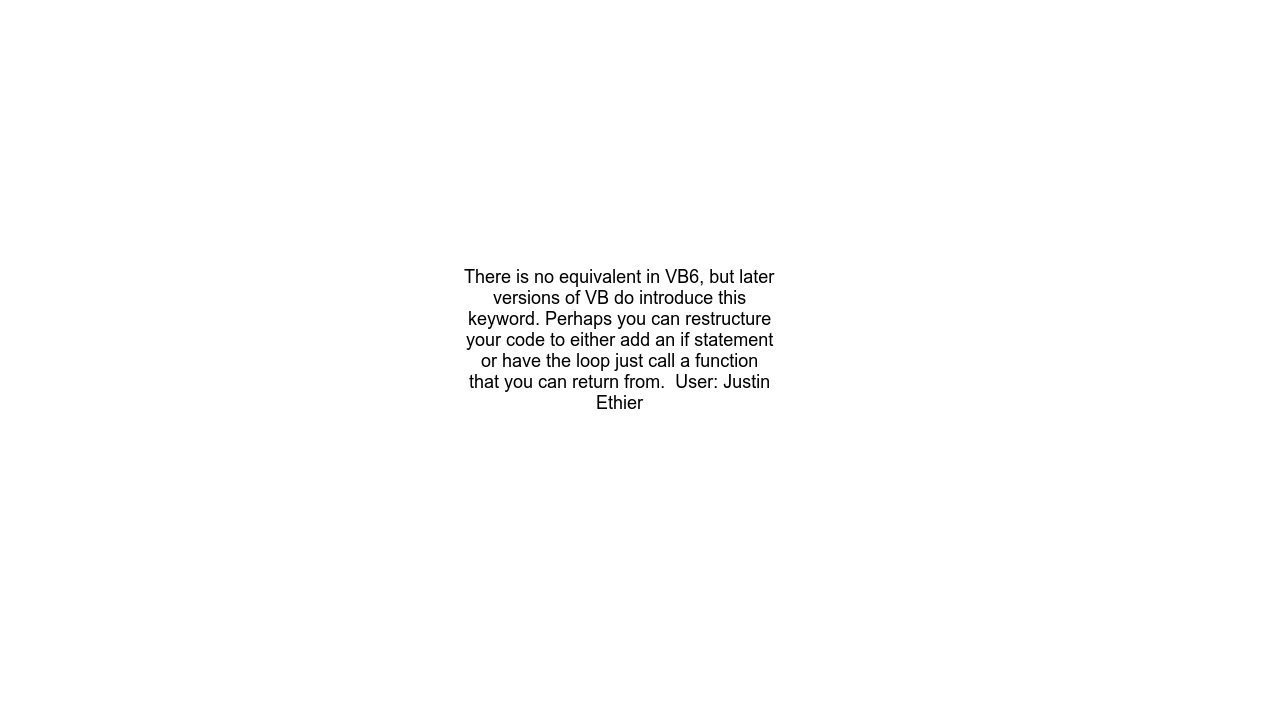 There is no equivalent in VB6, but later
versions of VB do introduce this
keyword. Perhaps you can restructure
your code to either add an if statement
or have the loop just call a function
that you can return from.  User: Justin
Ethier